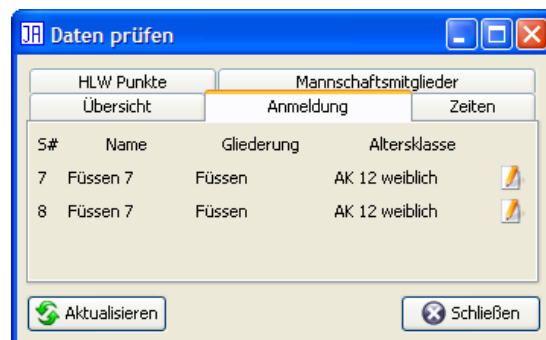 JA Daten prüfen
HLW Punkte Mannschaftsmitglieder
Übersicht Anmeldung Zeiten
S# Name Gliederung Altersklasse
7 Füssen 7 Füssen AK 12 weiblich
8 Füssen 7 Füssen AK 12 weiblich
Aktualisieren Schließen